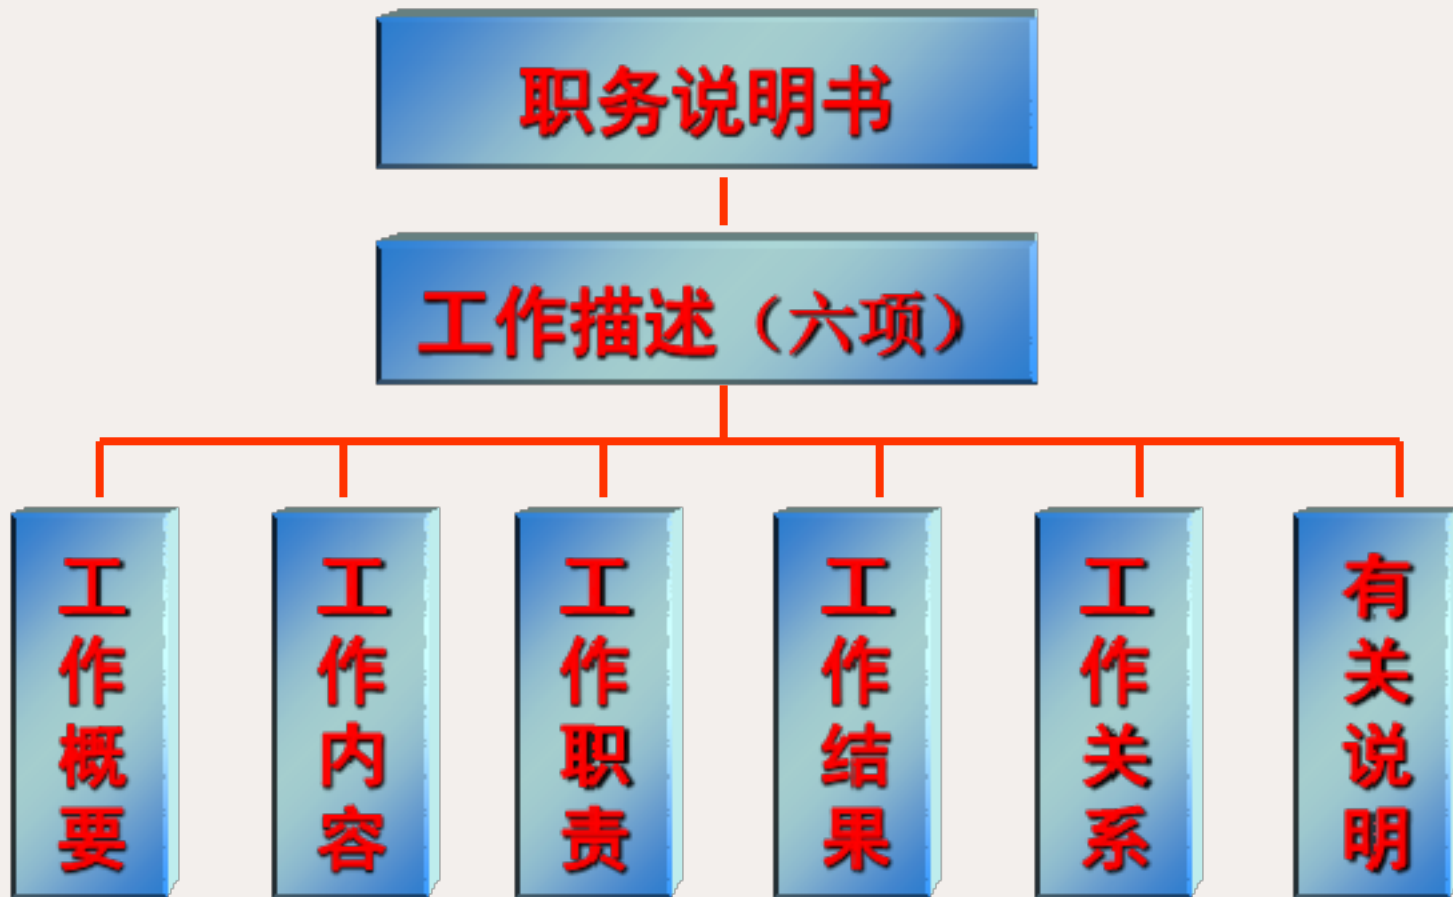 职务说明书
工作描述（六项）
工作概要
工作内容
工作职责
工作结果
工作关系
有关说明